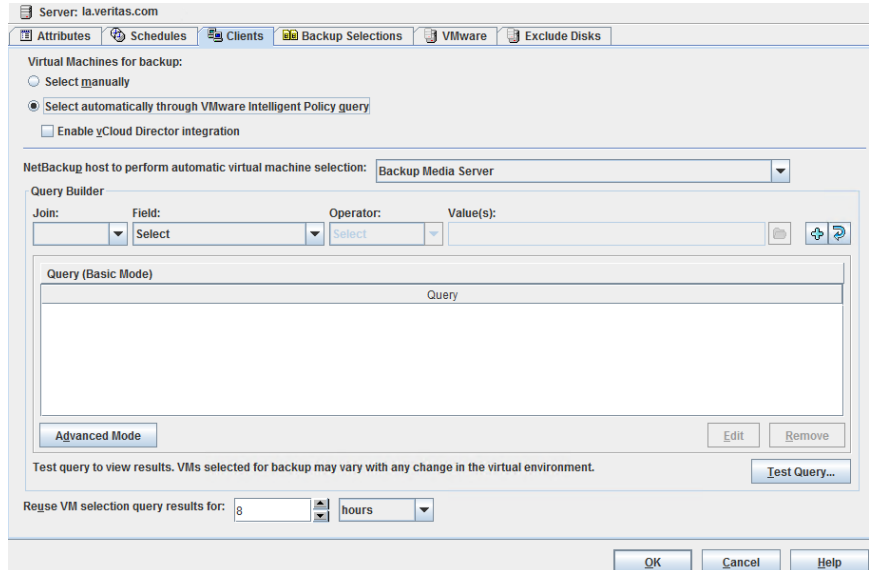 Server: la.veritas.com
Attributes Schedules Clients Backup Selections VMware Exclude Disks
Virtual Machines for backup:
Select manually
Select automatically through VMware Intelligent Policy query
Enable vCloud Director integration
NetBackup host to perform automatic virtual machine selection: Backup Media Server
Query Builder
Join: Field: Operator: Value(s):
Select Select
Query (Basic Mode)
Query
Advanced Mode Edit Remove
Test query to view results. VMs selected for backup may vary with any change in the virtual environment.
Test Query...
Reuse VM selection query results for: 8 hours
OK Cancel Help